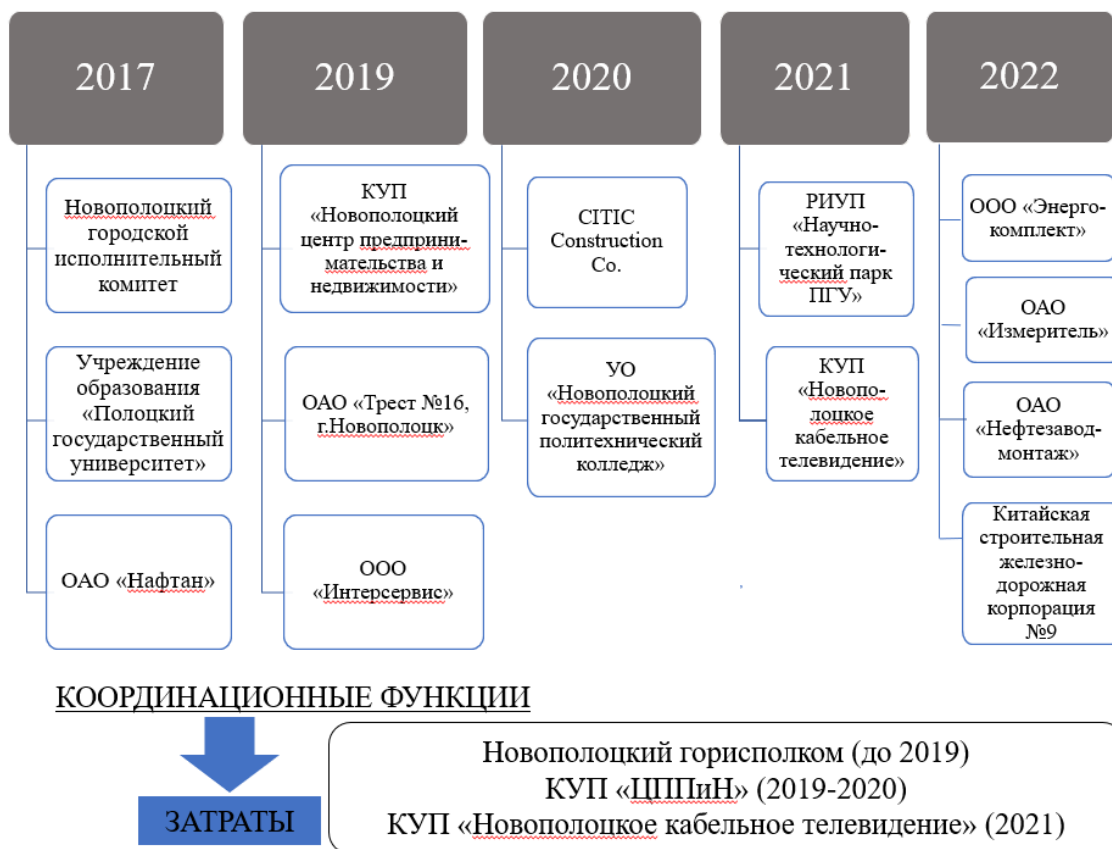 2017
Новополоцкий
городской
исполнительный
комитет
Учреждение
образования
«Полоцкий
государственный
университет»
ОАО «Нафтан»
2019
КУП
«Новополоцкий
центр предприни-
мательства и
недвижимости»
ОАО «Трест №16,
г.Новополоцк»
ООО
«Интерсервис»
2020
CITIC
Construction
Co.
УО
«Новополоцкий
государственный
политехнический
колледж»
2021
РИУП
«Научно-
технологи-
ческий парк
ПГУ»
КУП
«Новопо-
лоцкое
кабельное
телевидение»
2022
ООО «Энерго-
комплект»
ОАО
«Измеритель»
ОАО
«Нефтезавод-
монтаж»
Китайская
строительная
железно-
дорожная
корпорация
№9
КООРДИНАЦИОННЫЕ ФУНКЦИИ
ЗАТРАТЫ
Новополоцкий горисполком (до 2019)
КУП «ЦППиН» (2019-2020)
КУП «Новополоцкое кабельное телевидение» (2021)